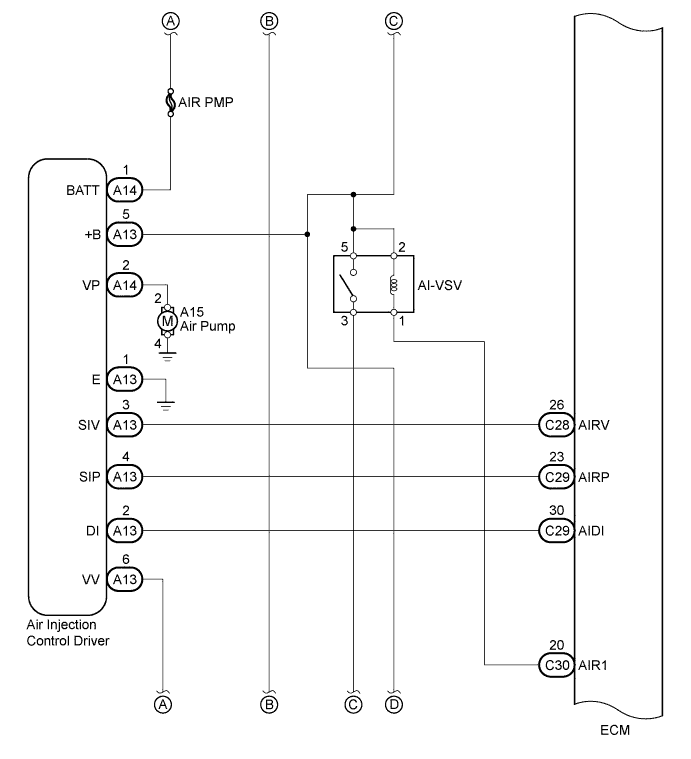 A B C
AIR PMP
1
BATT A14
5
+B A13
5 2
AI-VSV
3 1
2
VP A14
2
A15
M Air Pump
4
1
E A13
3 26
SIV A13 C28 AIRV
4 23
SIP A13 C29 AIRP
2 30
DI A13 C29 AIDI
6
VV A13
Air Injection
Control Driver
20
C30 AIR1
A B C D
ECM